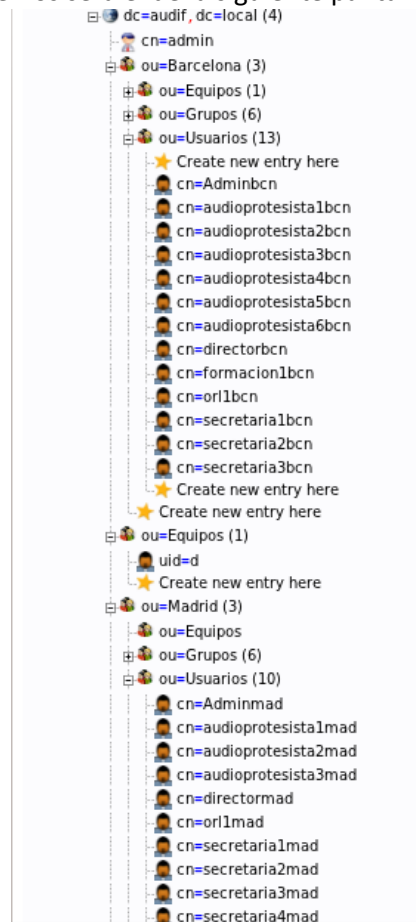 dc=audif,dc=local (4)
cn=admin
ou=Barcelona (3)
ou=Equipos (1)
ou=Grupos (6)
ou=Usuarios (13)
Create new entry here
cn=Adminbcn
cn=audioprotesista1bcn
cn=audioprotesista2bcn
cn=audioprotesista3bcn
cn=audioprotesista4bcn
cn=audioprotesista5bcn
cn=audioprotesista6bcn
cn=directorbcn
cn=formacion1bcn
cn=orl1bcn
cn=secretaria1bcn
cn=secretaria2bcn
cn=secretaria3bcn
Create new entry here
Create new entry here
ou=Equipos (1)
uid=d
Create new entry here
ou=Madrid (3)
ou=Equipos
ou=Grupos (6)
ou=Usuarios (10)
cn=Adminmad
cn=audioprotesista1mad
cn=audioprotesista2mad
cn=audioprotesista3mad
cn=directormad
cn=orl1mad
cn=secretaria1mad
cn=secretaria2mad
cn=secretaria3mad
cn=secretaria4mad